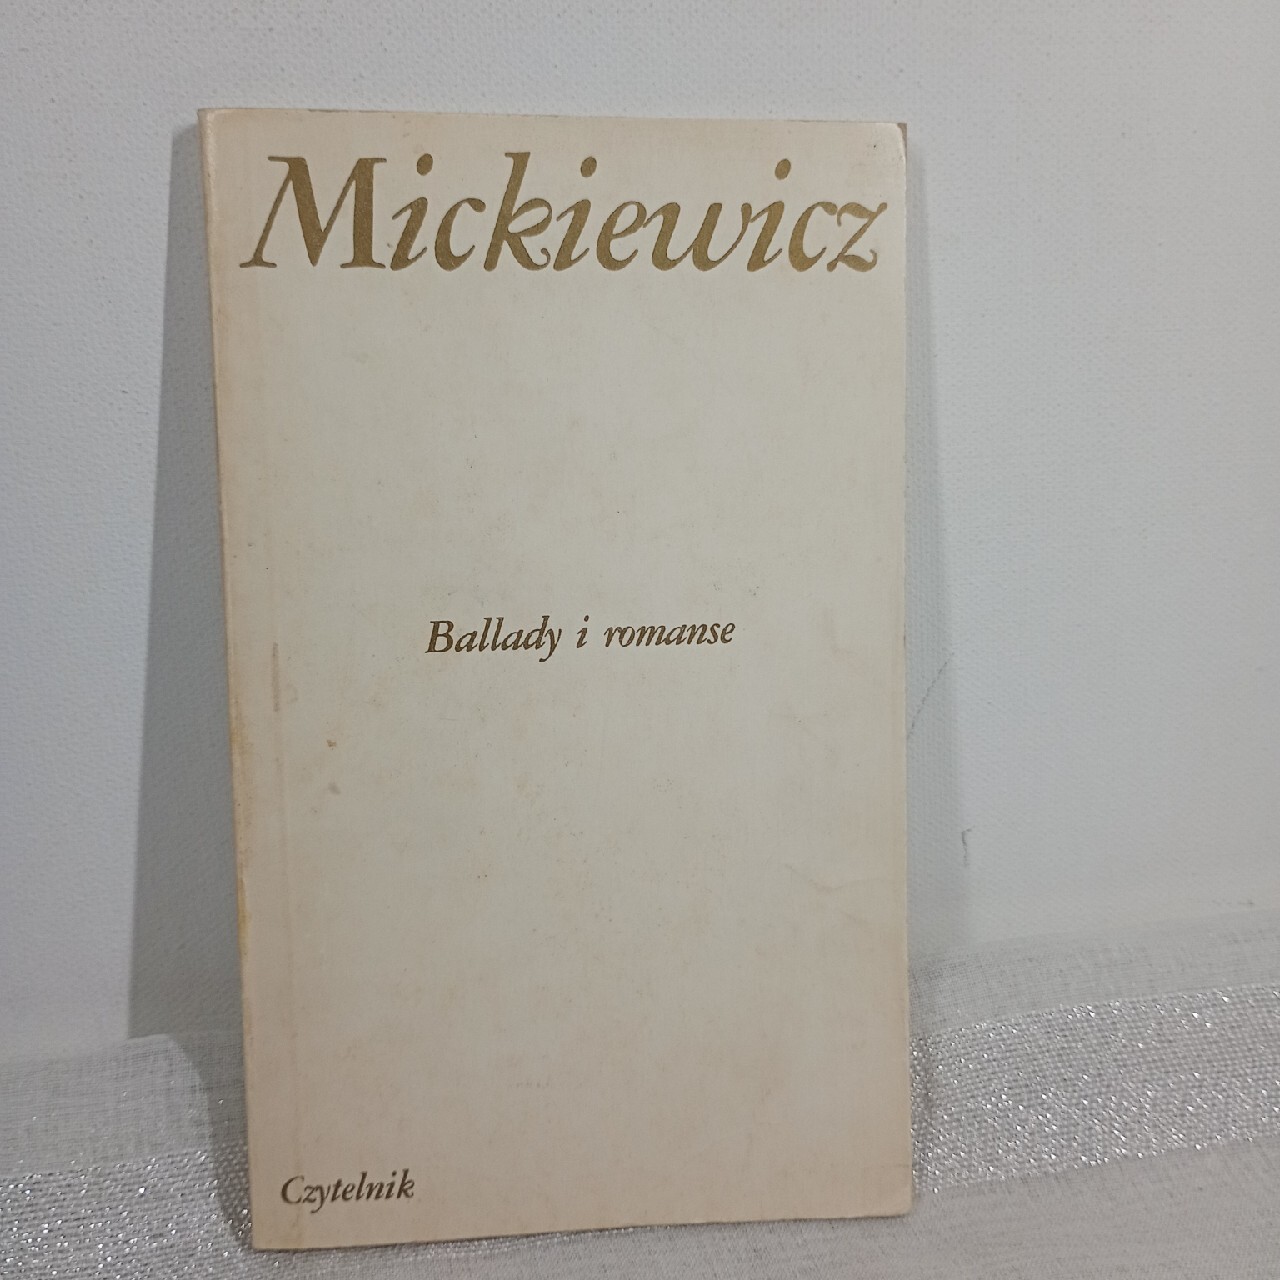 Mickiewicz
Ballady i romanse
Czytelnik